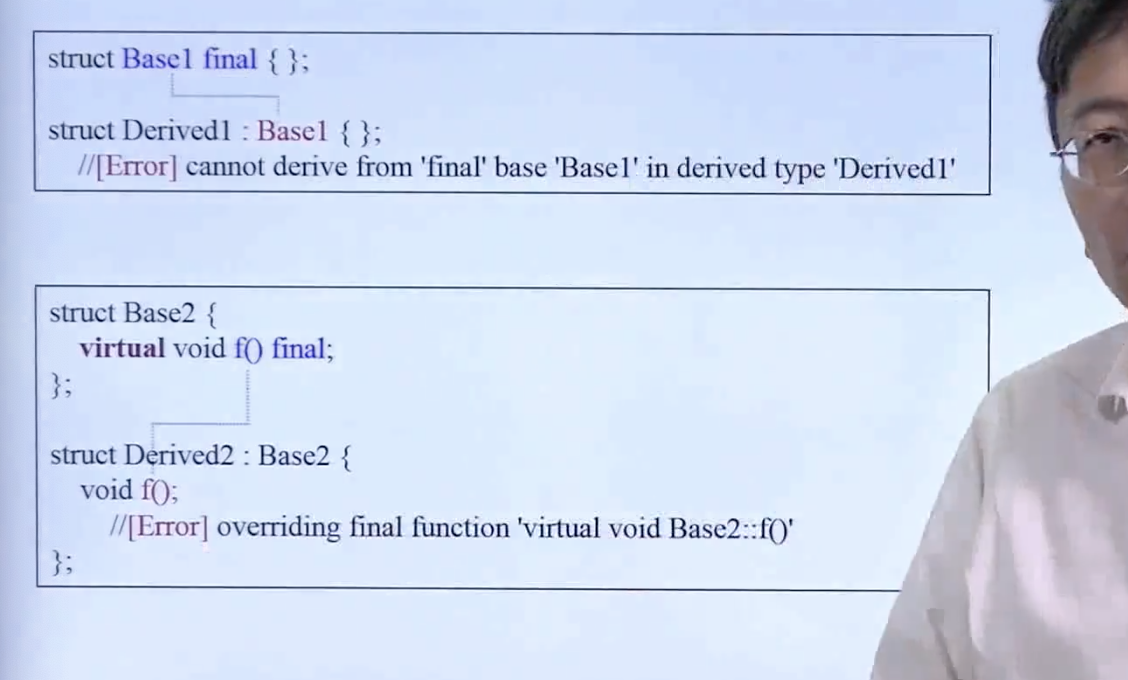 struct Base1 final { };
struct Derived1 : Base1 { };
//[Error] cannot derive from 'final' base 'Base1' in derived type 'Derived1'
struct Base2 {
virtual void f() final;
};
struct Derived2 : Base2 {
void f();
//[Error] overriding final function 'virtual void Base2::f()'
};